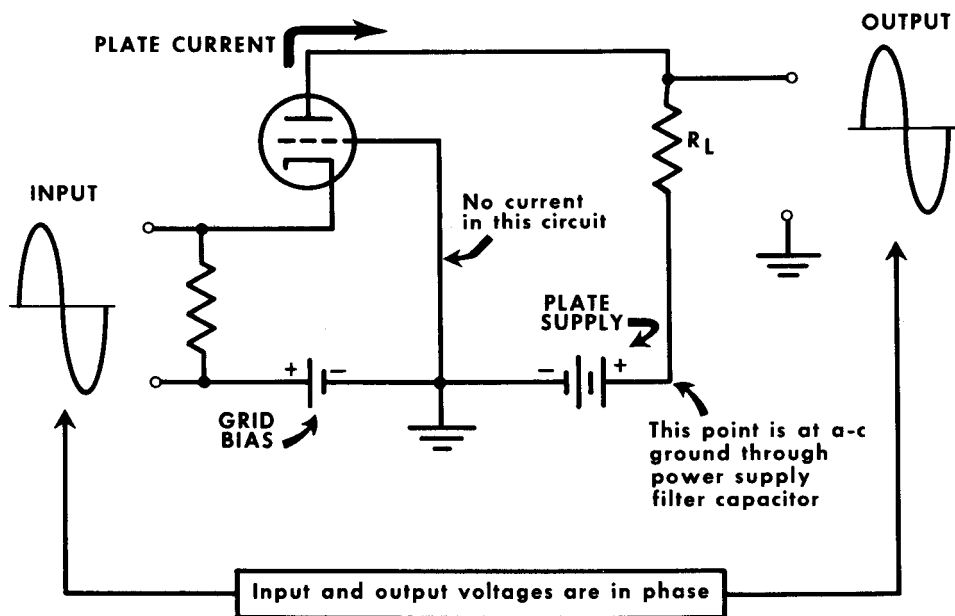 OUTPUT
PLATE CURRENT
RL
INPUT
No current
in this circuit
PLATE
SUPPLY
+ −
− +
GRID
BIAS
This point is at a-c
ground through
power supply
filter capacitor
Input and output voltages are in phase